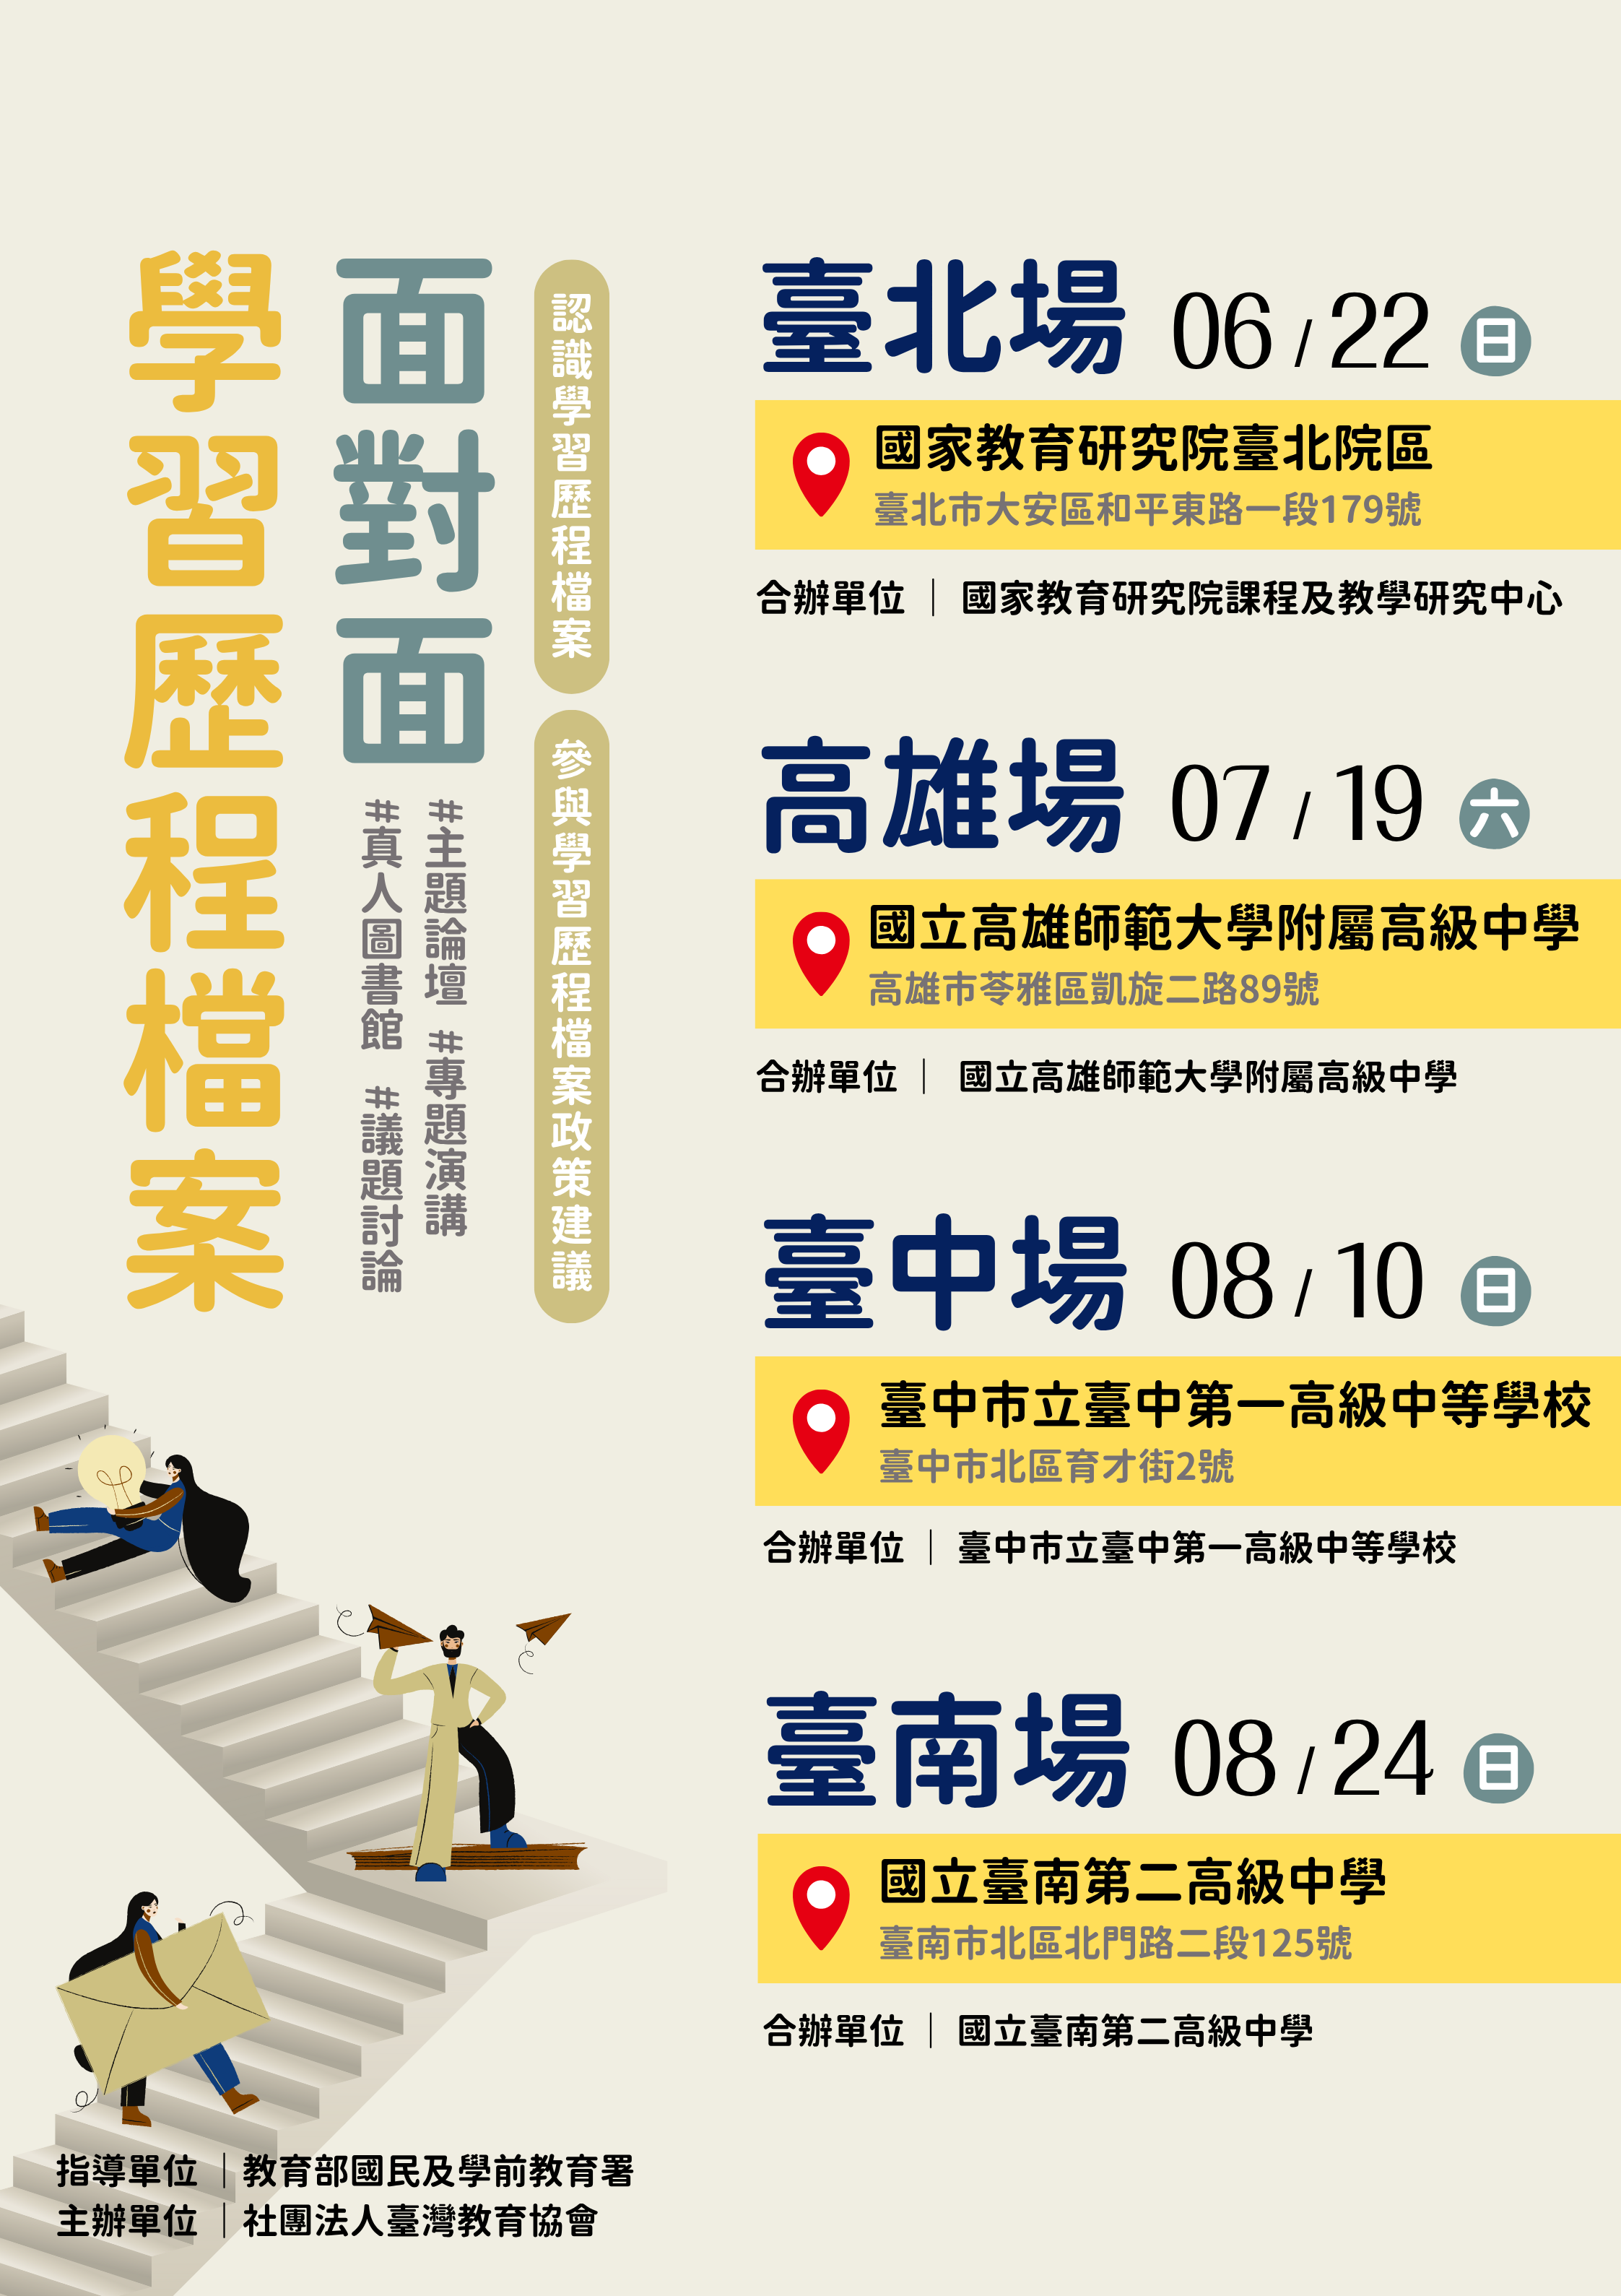 學習歷程檔案
面對面
#主題論壇 #專題演講
#真人圖書館 #議題討論
認識學習歷程檔案
參與學習歷程檔案政策建議
臺北場 06 / 22 日
國家教育研究院臺北院區
臺北市大安區和平東路一段179號
合辦單位｜國家教育研究院課程及教學研究中心
高雄場 07 / 19 六
國立高雄師範大學附屬高級中學
高雄市苓雅區凱旋二路89號
合辦單位｜國立高雄師範大學附屬高級中學
臺中場 08 / 10 日
臺中市立臺中第一高級中等學校
臺中市北區育才街2號
合辦單位｜臺中市立臺中第一高級中等學校
臺南場 08 / 24 日
國立臺南第二高級中學
臺南市北區北門路二段125號
合辦單位｜國立臺南第二高級中學
指導單位｜教育部國民及學前教育署
主辦單位｜社團法人臺灣教育協會